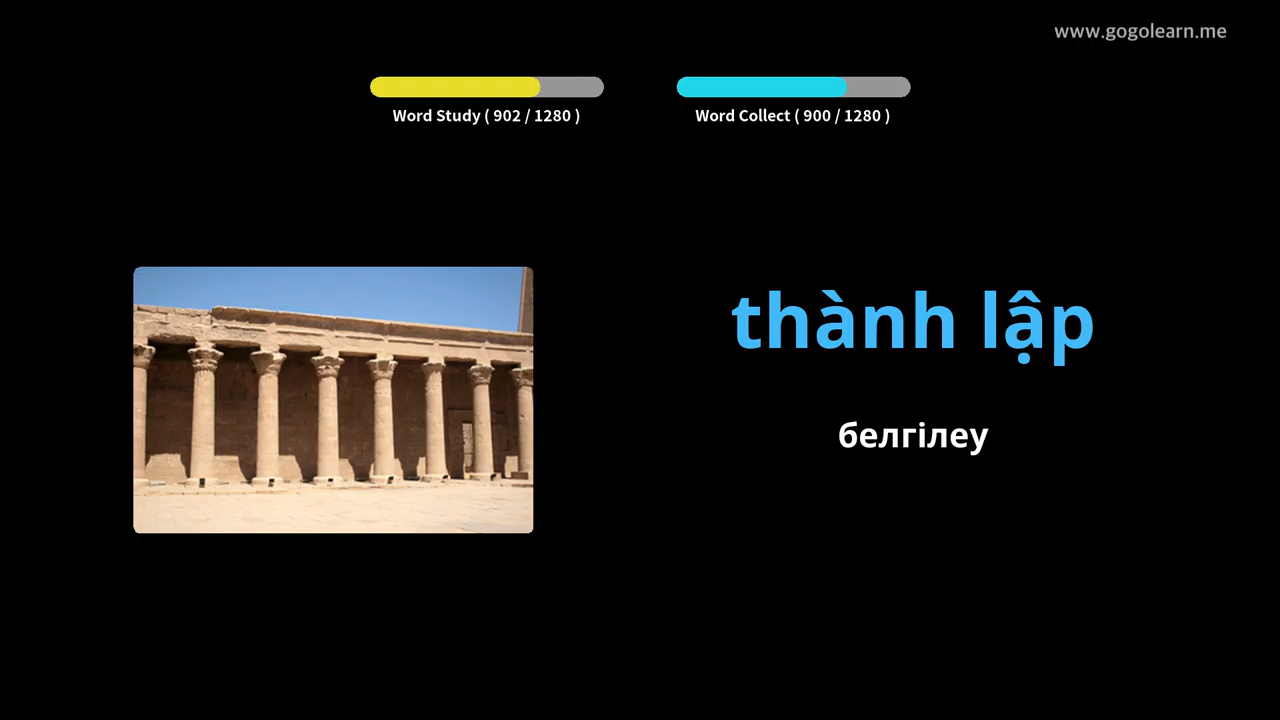 www.gogolearn.me
Word Study ( 902 / 1280 )
Word Collect ( 900 / 1280 )
thành lập
белгілеу